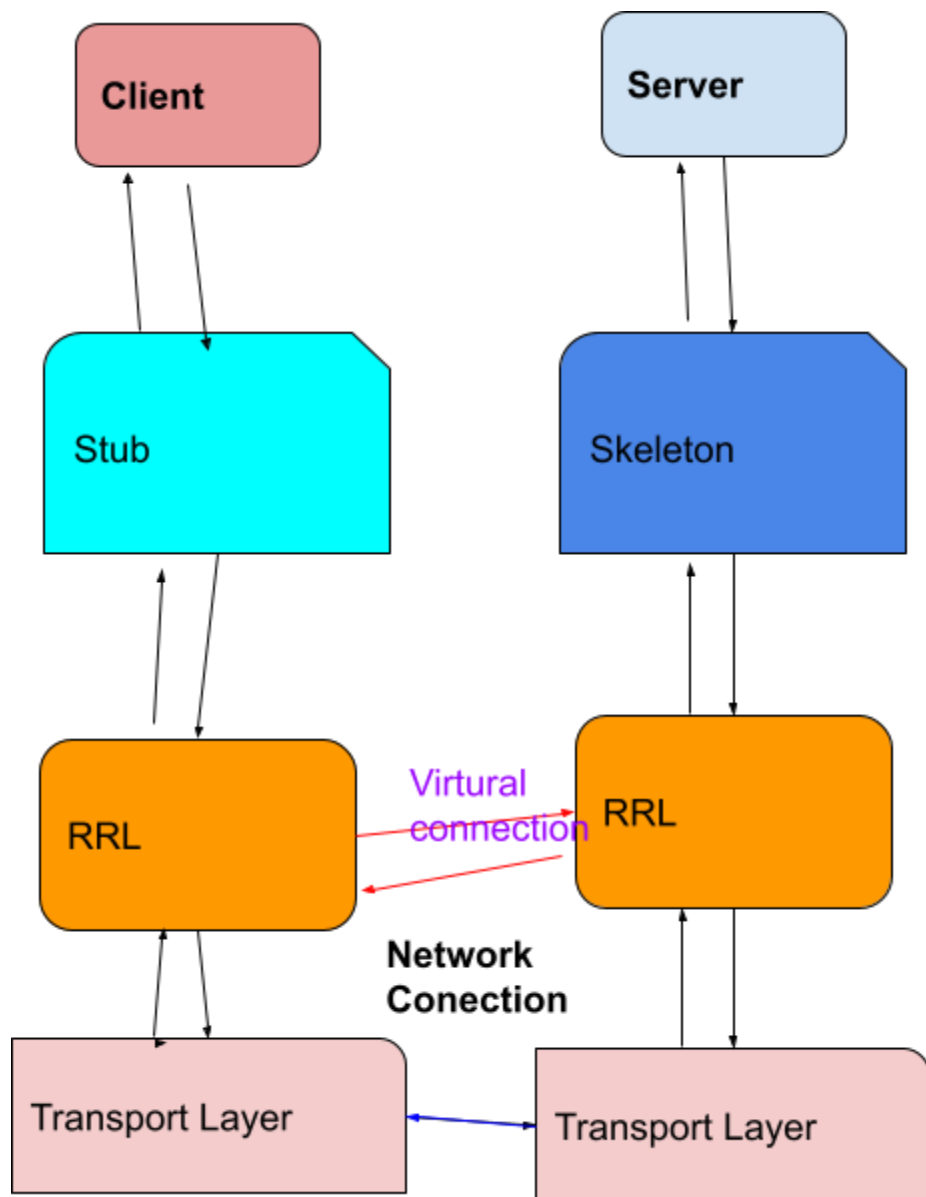 Client
Server
Stub
Skeleton
RRL
Virtural
connection
RRL
Network
Conection
Transport Layer
Transport Layer